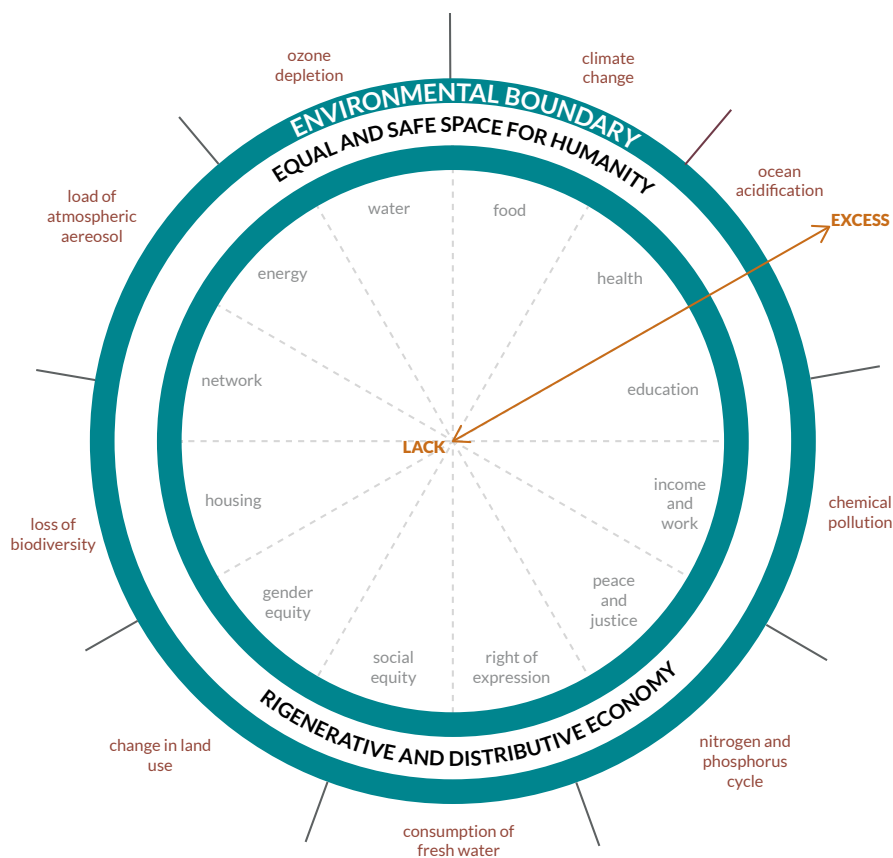 ozone
depletion
climate
change
ENVIRONMENTAL BOUNDARY
EQUAL AND SAFE SPACE FOR HUMANITY
ocean
acidification
load of
atmospheric
aereosol
EXCESS
water
food
energy
health
network
education
LACK
housing
income
and
work
chemical
pollution
loss of
biodiversity
gender
equity
peace
and
justice
social
equity
right of
expression
RIGENERATIVE AND DISTRIBUTIVE ECONOMY
change in land
use
nitrogen and
phosphorus
cycle
consumption of
fresh water